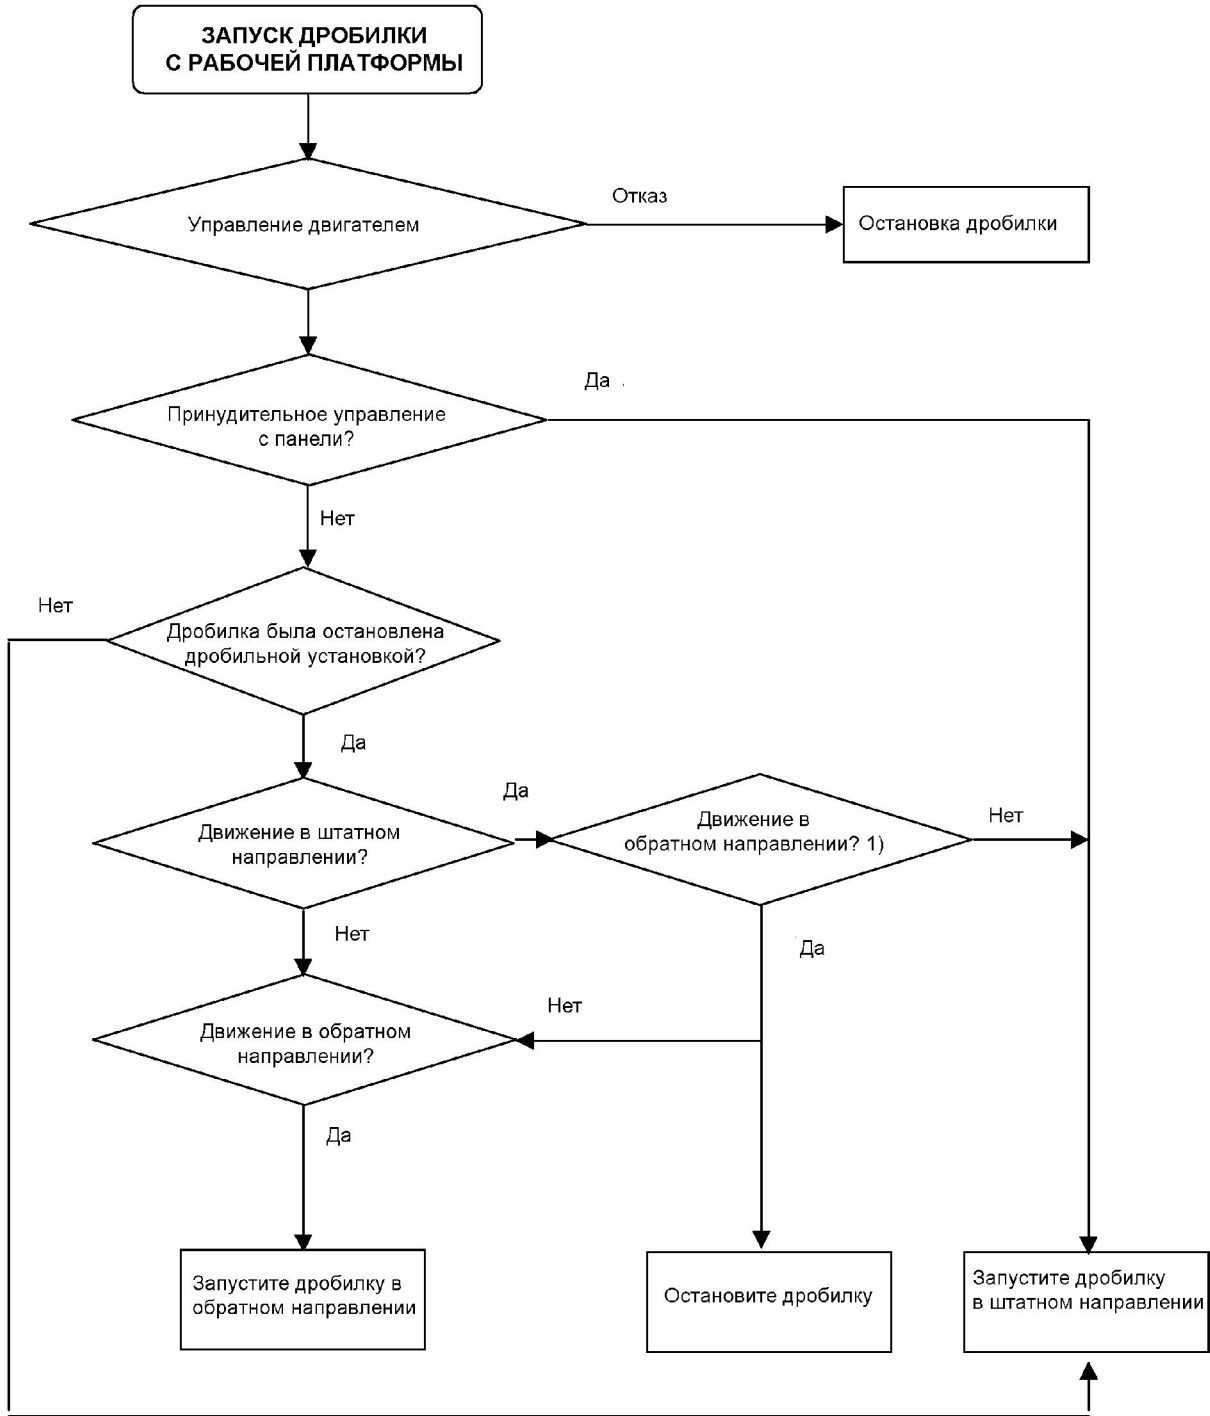 ЗАПУСК ДРОБИЛКИ
С РАБОЧЕЙ ПЛАТФОРМЫ
Отказ
Управление двигателем
Остановка дробилки
Да
Принудительное управление
с панели?
Нет
Нет
Дробилка была остановлена
дробильной установкой?
Да
Да
Движение в штатном
направлении?
Движение в
обратном направлении? 1)
Нет
Нет
Да
Нет
Движение в обратном
направлении?
Да
Запустите дробилку в
обратном направлении
Остановите дробилку
Запустите дробилку
в штатном направлении